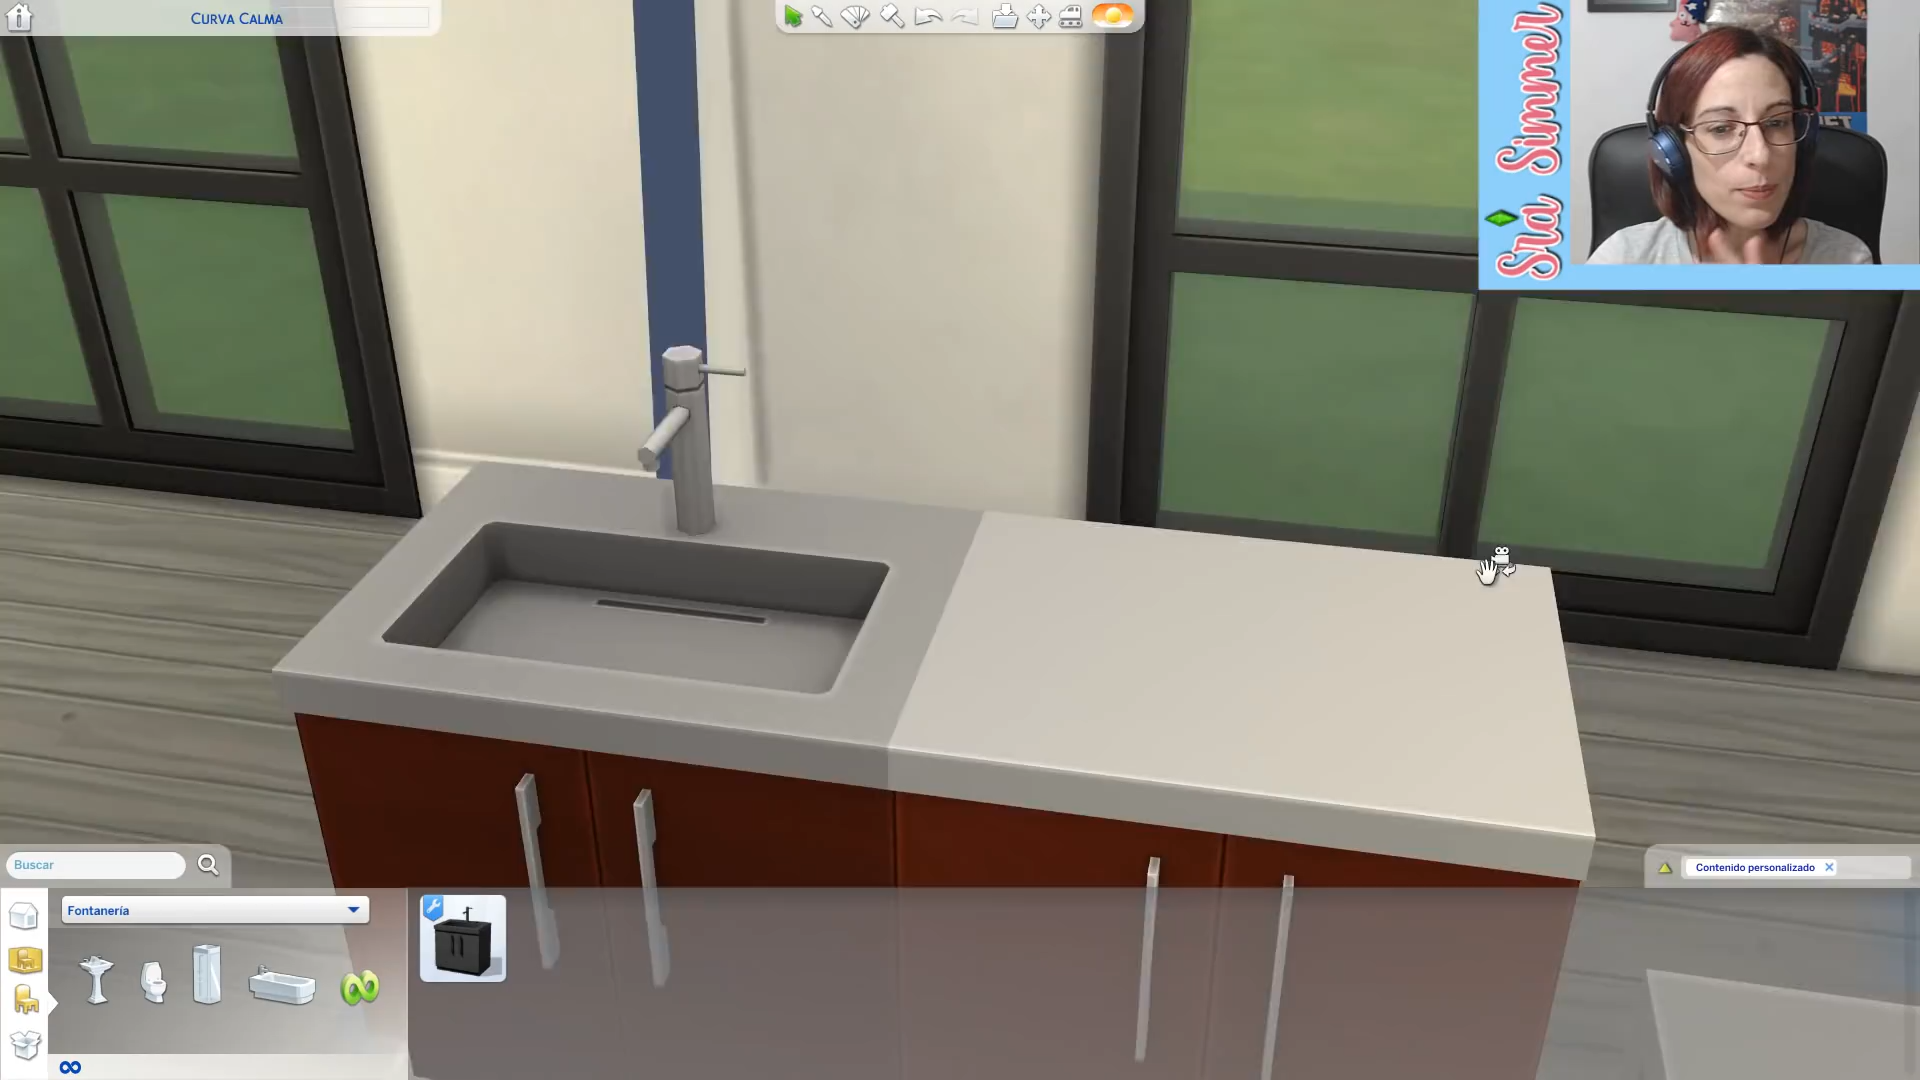 CURVA CALMA
Sra Simmer
Buscar
Contenido personalizado
Fontanería